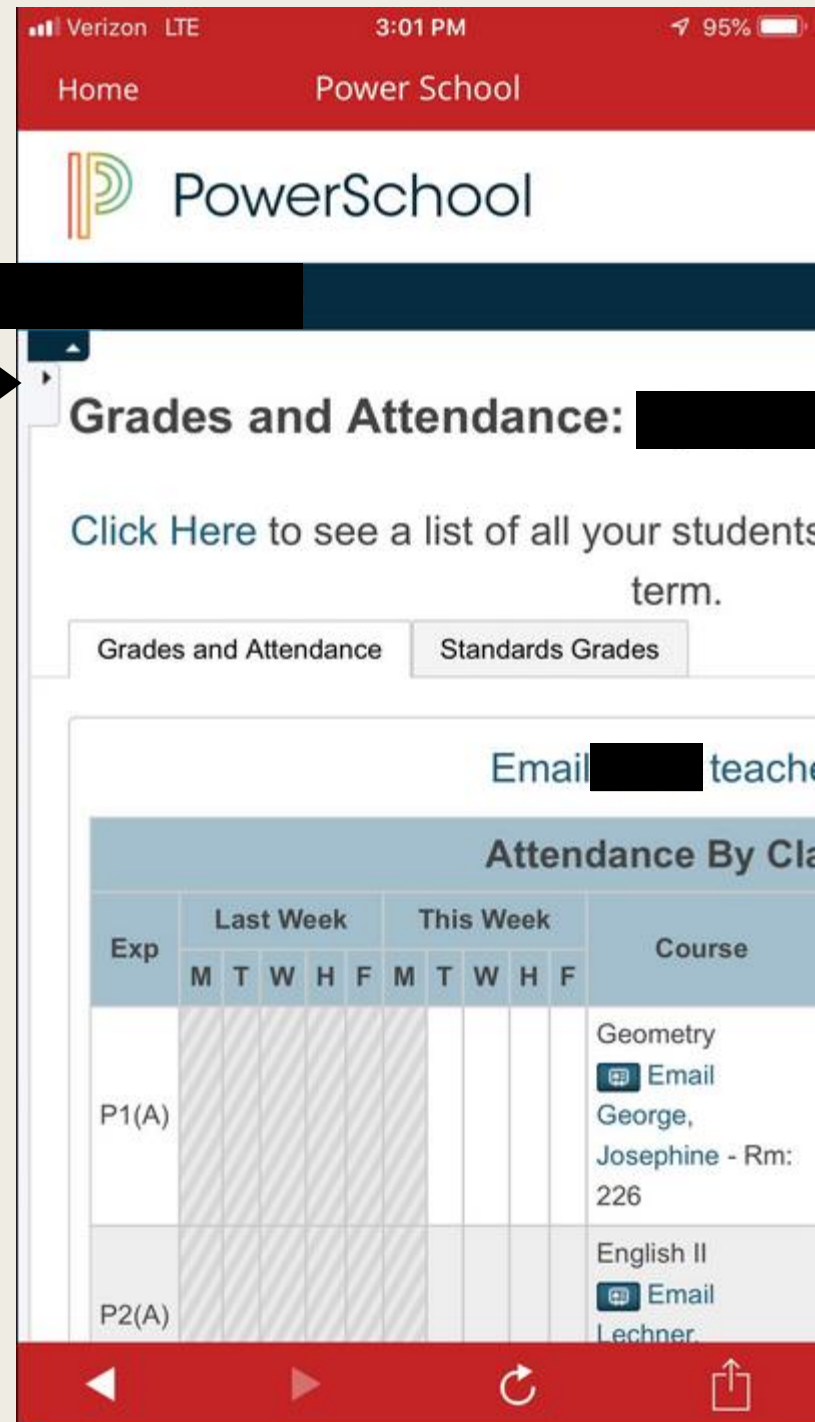 Verizon LTE 3:01 PM 95%
Home Power School
PowerSchool
Grades and Attendance:
Click Here to see a list of all your students
term.
Grades and Attendance Standards Grades
Email teache
Attendance By Cla
Exp Last Week This Week Course
M T W H F M T W H F
Geometry
Email
P1(A) George,
Josephine - Rm:
226
English II
Email
P2(A) Lechner,